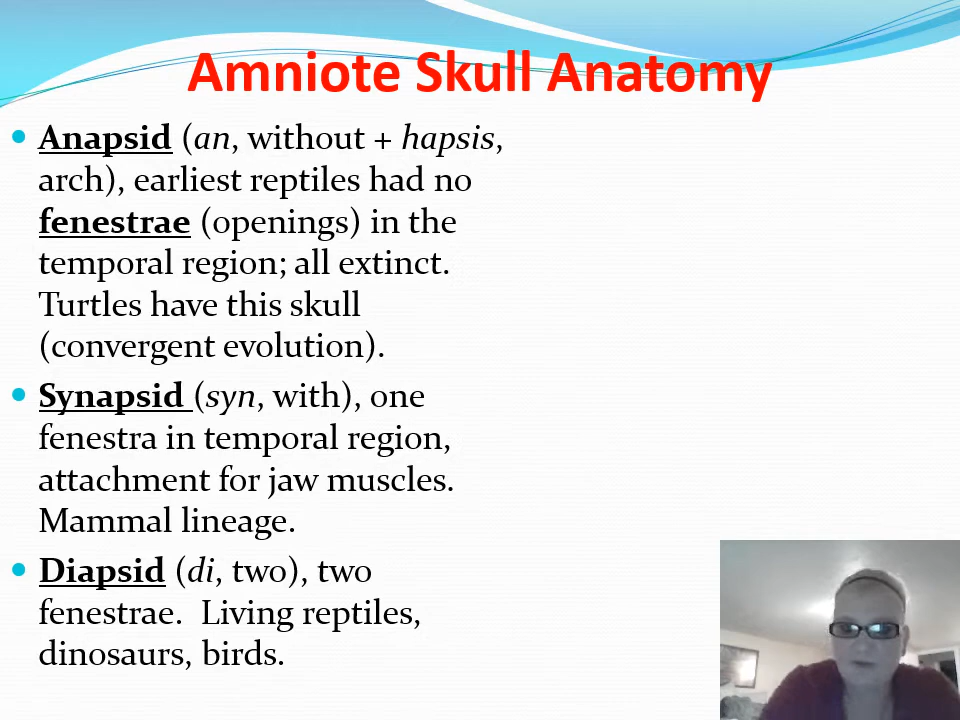 Amniote Skull Anatomy
Anapsid (an, without + hapsis,
arch), earliest reptiles had no
fenestrae (openings) in the
temporal region; all extinct.
Turtles have this skull
(convergent evolution).
Synapsid (syn, with), one
fenestra in temporal region,
attachment for jaw muscles.
Mammal lineage.
Diapsid (di, two), two
fenestrae.  Living reptiles,
dinosaurs, birds.